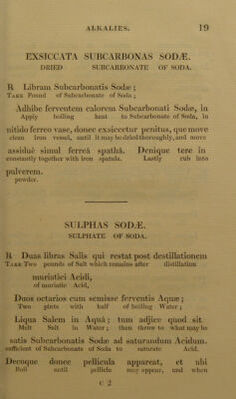 ALKALIES. 19
EXSICCATA SUBCARBONAS SODÆ.
DRIED SUBCARBONATE OF SODA.
R Libram Subcarbonatis Sodæ ;
TAKE Pound of Subcarbonate of Soda ;
Adhibe ferventem calorem Subcarbonati Sodæ, in
Apply boiling heat to Subcarbonate of Soda, in
nitido ferreo vase, donec exsiccetur penitus, que move
clean iron vessel, until it may be dried thoroughly, and move
assiduè simul ferreâ spathâ. Denique tere in
constantly together with iron spatula. Lastly rub into
pulverem.
powder.
SULPHAS SODÆ.
SULPHATE OF SODA.
R Duas libras Salis qui restat post destillationem
TAKE Two pounds of Salt which remains after distillation
muriatici Acidi,
of muriatic Acid,
Duos octarios cum semisse ferventis Aquæ ;
Two pints with half of boiling Water ;
Liqua Salem in Aquâ ; tum adjice quod sit
Melt Salt in Water ; then throw to what may be
satis Subcarbonatis Sodæ ad saturandum Acidum.
sufficient of Subcarbonate of Soda to saturate Acid.
Decoque donec pellicula appareat, et ubi
Boil until pellicle may appear, and when
C 2